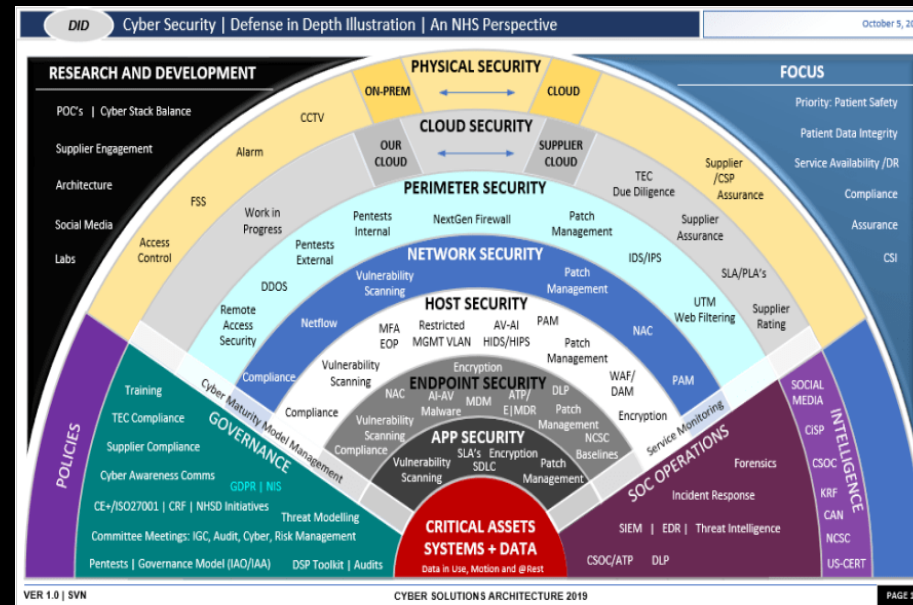 DID
Cyber Security | Defense in Depth Illustration | An NHS Perspective
October 5, 20
RESEARCH AND DEVELOPMENT
POC's | Cyber Stack Balance
Supplier Engagement
Architecture
Social Media
Labs
FOCUS
Priority: Patient Safety
Patient Data Integrity
Service Availability /DR
Compliance
Assurance
CSI
PHYSICAL SECURITY
ON-PREM
CLOUD
CCTV
Alarm
FSS
Access
Control
Supplier
/CSP
Assurance
CLOUD SECURITY
OUR
CLOUD
SUPPLIER
CLOUD
Work in
Progress
TEC
Due Diligence
Supplier
Assurance
SLA/PLA's
Supplier
Rating
PERIMETER SECURITY
Pentests
Internal
NextGen Firewall
Patch
Management
Pentests
External
DDOS
Remote
Access
Security
IDS/IPS
UTM
Web Filtering
NETWORK SECURITY
Vulnerability
Scanning
Patch
Management
Netflow
NAC
Compliance
PAM
HOST SECURITY
MFA
EOP
Restricted
MGMT VLAN
AV-AI
HIDS/HIPS
PAM
Patch
Management
Vulnerability
Scanning
WAF/
DAM
Compliance
Encryption
Encryption
ENDPOINT SECURITY
NAC
AI-AV
Malware
MDM
ATP/
E|MDR
DLP
Patch
Management
Vulnerability
Scanning
Compliance
NCSC
Baselines
APP SECURITY
SLA's Encryption
SDLC
Vulnerability
Scanning
Patch
Management
CRITICAL ASSETS
SYSTEMS + DATA
Data in Use, Motion and @Rest
Cyber Maturity Model Management
Service Monitoring
POLICIES
GOVERNANCE
Training
TEC Compliance
Supplier Compliance
Cyber Awareness Comms
GDPR | NIS
CE+/ISO27001 | CRF | NHSD Initiatives
Threat Modelling
Committee Meetings: IGC, Audit, Cyber, Risk Management
Pentests | Governance Model (IAO/IAA)
DSP Toolkit | Audits
SOC OPERATIONS
Forensics
Incident Response
SIEM | EDR | Threat Intelligence
CSOC/ATP
DLP
INTELLIGENCE
SOCIAL
MEDIA
CiSP
CSOC
KRF
CAN
NCSC
US-CERT
VER 1.0 | SVN
CYBER SOLUTIONS ARCHITECTURE 2019
PAGE